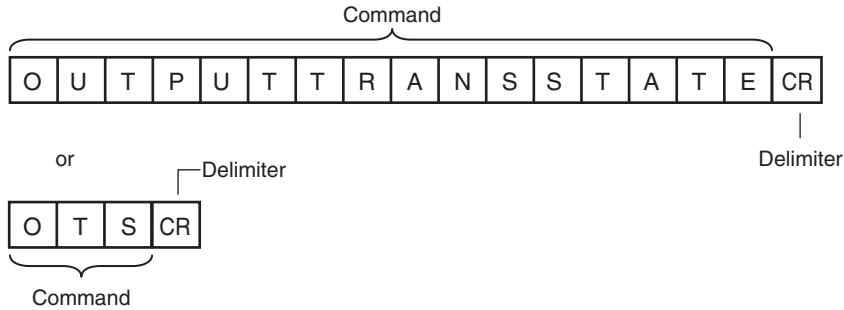 Command
O U T P U T T R A N S S T A T E CR
Delimiter
or
Delimiter
O T S CR
Command